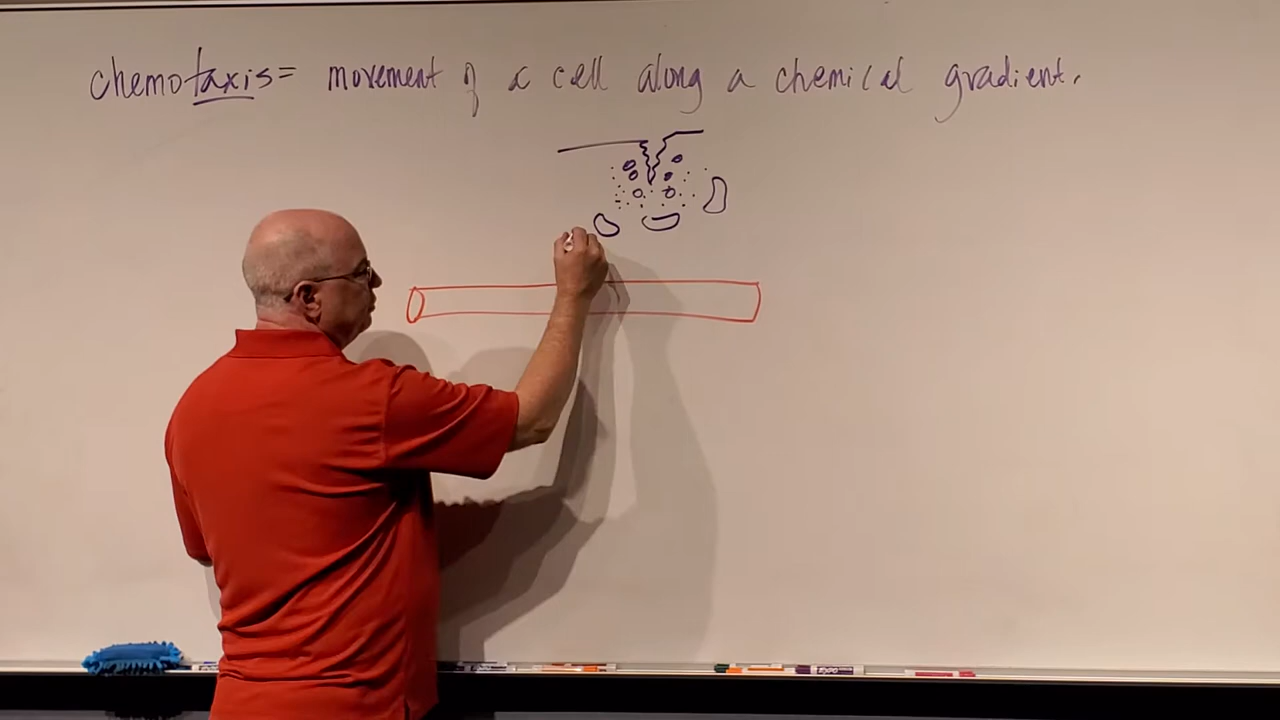 chemotaxis= movement of a cell along a chemical gradient.